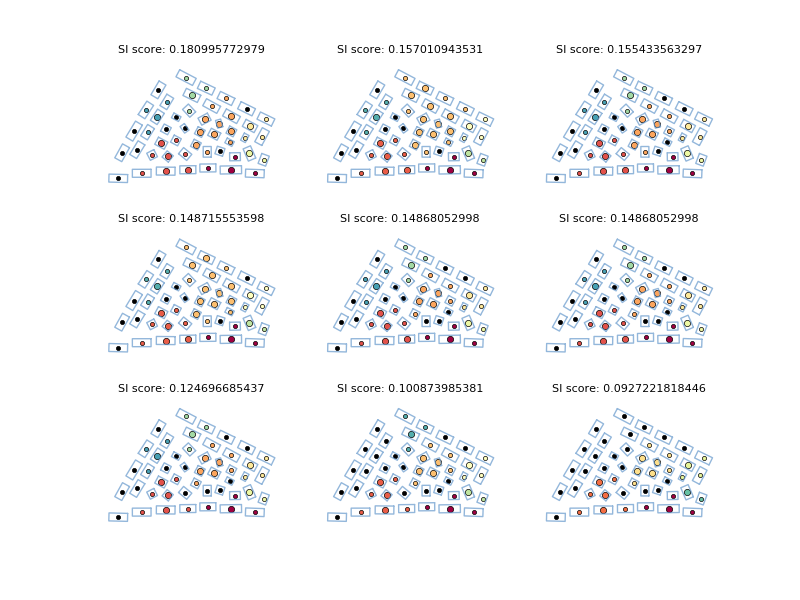 SI score: 0.180995772979
SI score: 0.157010943531
SI score: 0.155433563297
SI score: 0.148715553598
SI score: 0.14868052998
SI score: 0.14868052998
SI score: 0.124696685437
SI score: 0.100873985381
SI score: 0.0927221818446